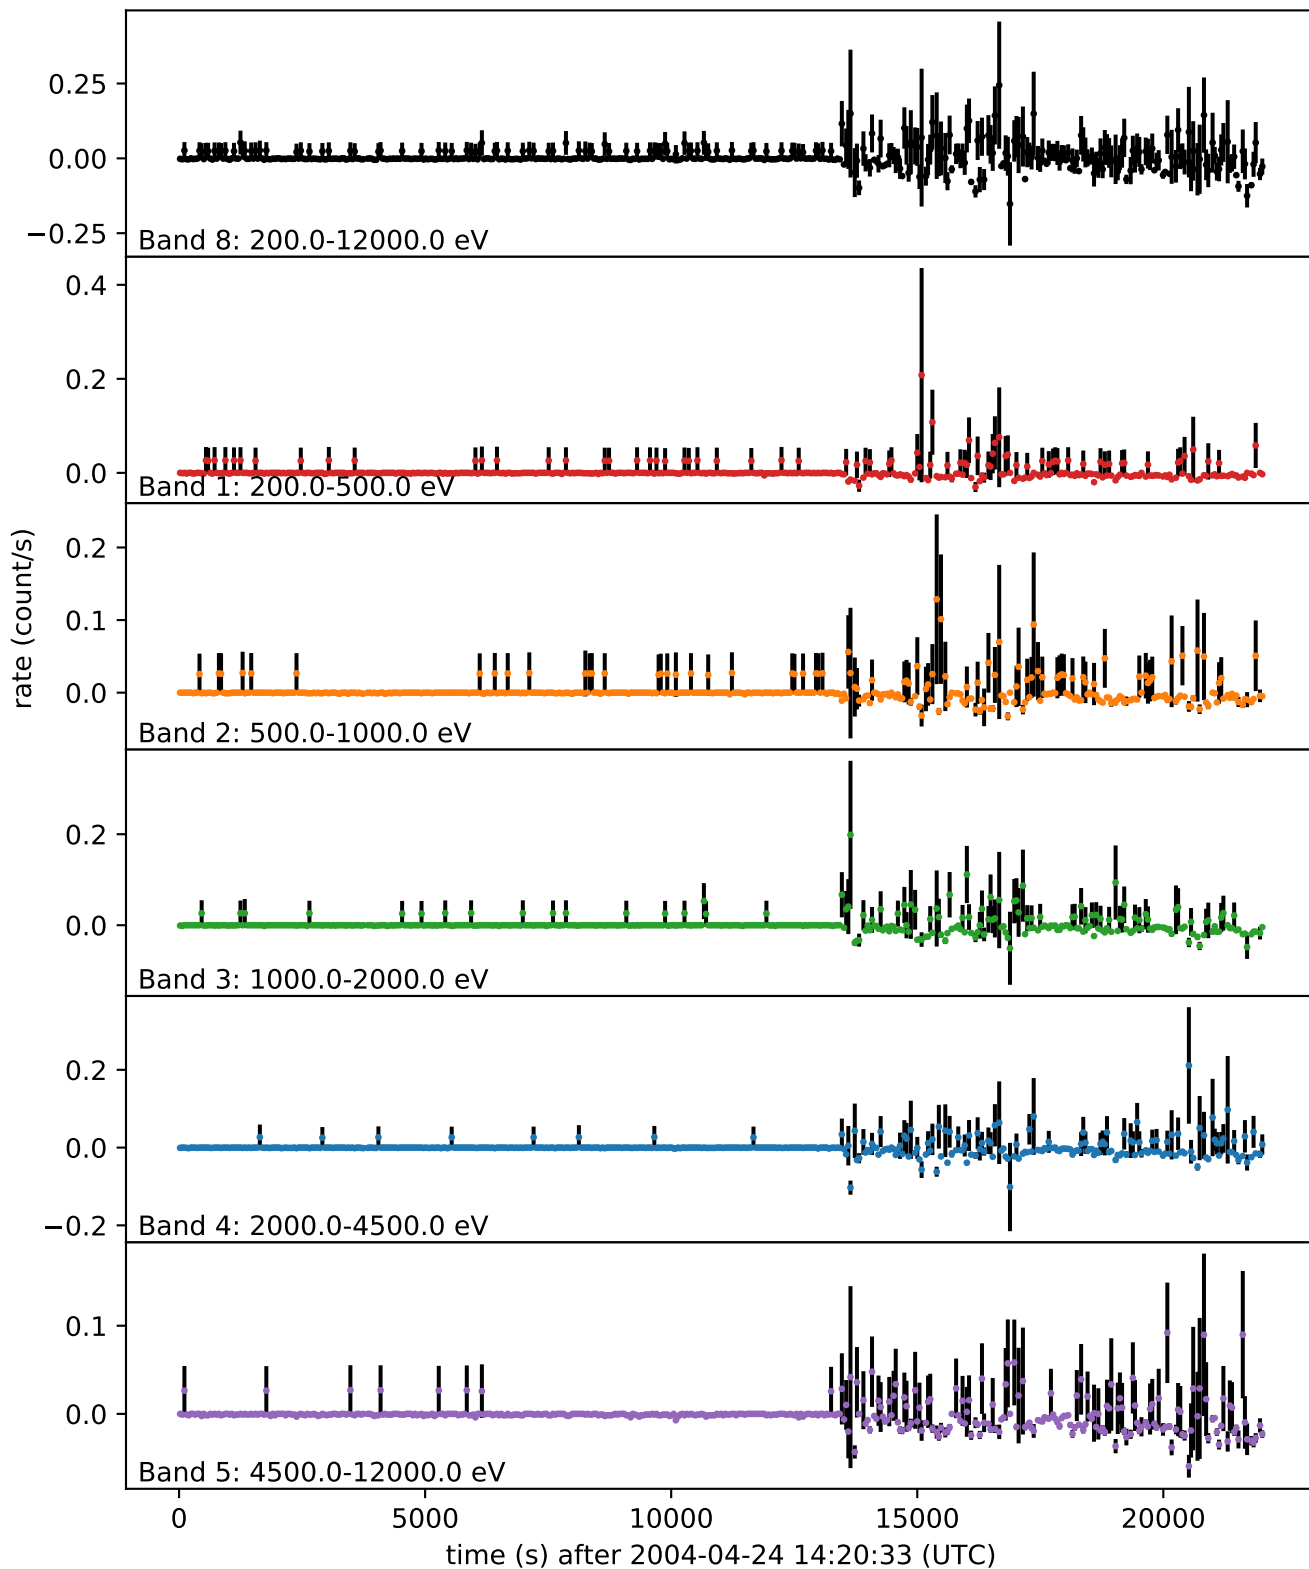 rate (count/s)
0.25
0.00
−0.25
Band 8: 200.0-12000.0 eV
0.4
0.2
0.0
Band 1: 200.0-500.0 eV
0.2
0.1
0.0
Band 2: 500.0-1000.0 eV
0.2
0.0
Band 3: 1000.0-2000.0 eV
0.2
0.0
−0.2
Band 4: 2000.0-4500.0 eV
0.1
0.0
Band 5: 4500.0-12000.0 eV
0 5000 10000 15000 20000
time (s) after 2004-04-24 14:20:33 (UTC)